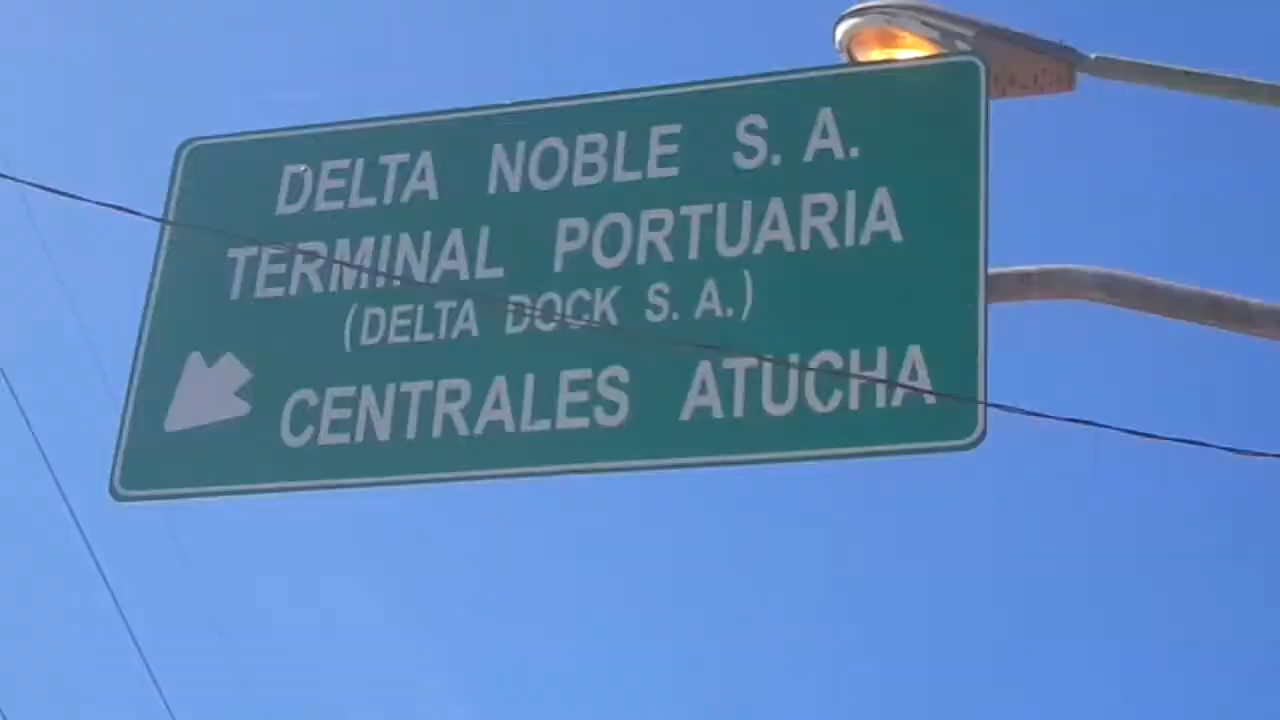 DELTA NOBLE S. A.
TERMINAL PORTUARIA
(DELTA DOCK S. A.)
CENTRALES ATUCHA